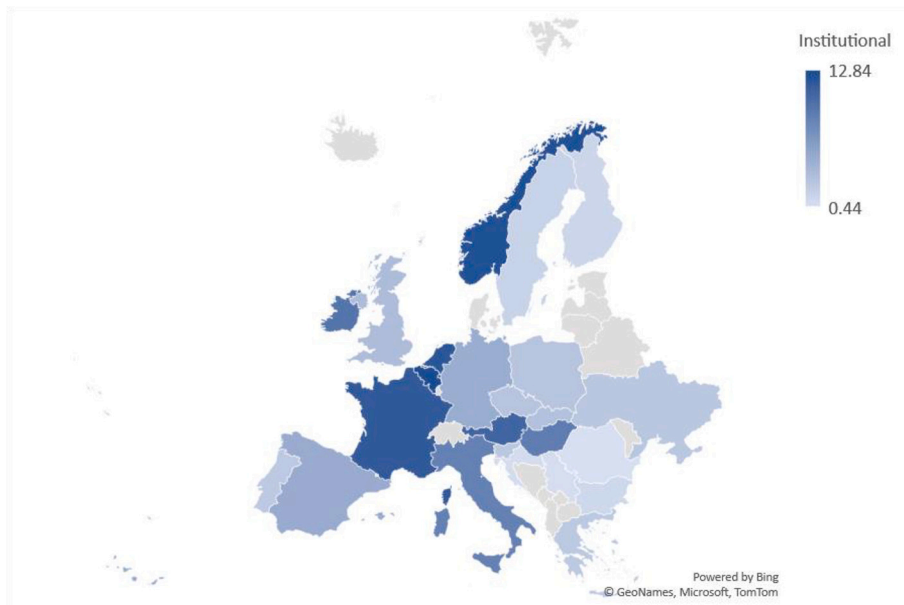 Institutional
12.84
0.44
Powered by Bing
© GeoNames, Microsoft, TomTom